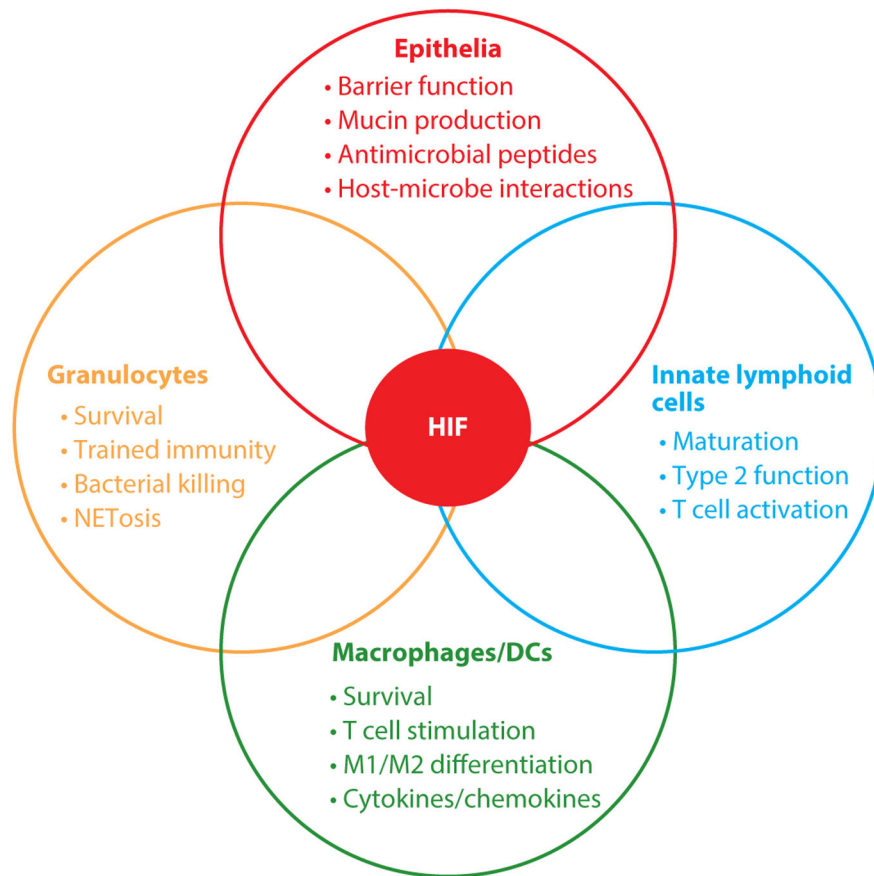 Epithelia
• Barrier function
• Mucin production
• Antimicrobial peptides
• Host-microbe interactions
Granulocytes
• Survival
• Trained immunity
• Bacterial killing
• NETosis
HIF
Innate lymphoid
cells
• Maturation
• Type 2 function
• T cell activation
Macrophages/DCs
• Survival
• T cell stimulation
• M1/M2 differentiation
• Cytokines/chemokines